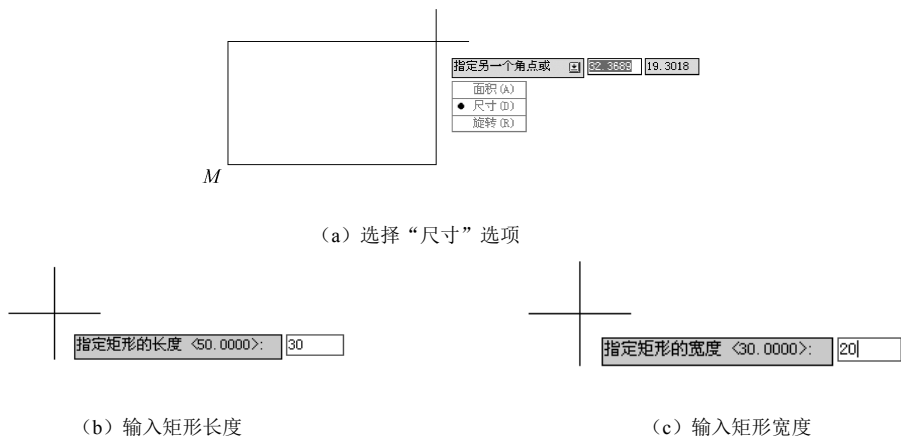 指定另一个角点或 32.3689 19.3018
面积(A)
尺寸(D)
旋转(R)
M
（a）选择“尺寸”选项
指定矩形的长度 <50.0000>: 30
指定矩形的宽度 <30.0000>: 20
（b）输入矩形长度
（c）输入矩形宽度